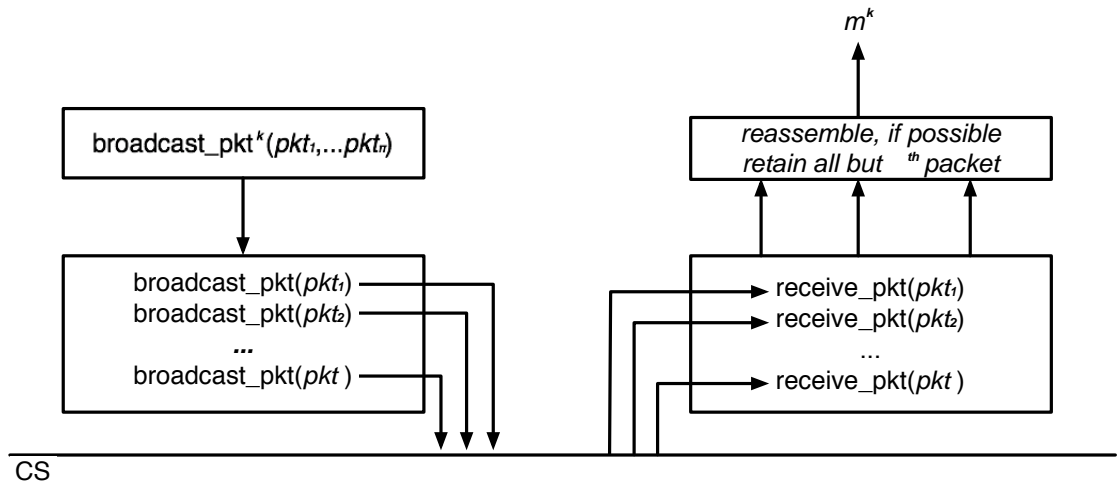 m^k
broadcast_pkt^k(pkt₁,...pktₙ)
reassemble, if possible
retain all but th packet
broadcast_pkt(pkt₁)
broadcast_pkt(pkt₂)
...
broadcast_pkt(pkt )
receive_pkt(pkt₁)
receive_pkt(pkt₂)
...
receive_pkt(pkt )
CS